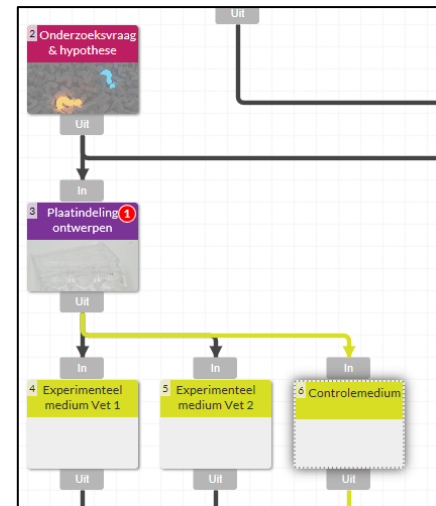 Uit
2 Onderzoeksvraag
& hypothese
Uit
In
3 Plaatindeling 1
ontwerpen
Uit
In
In
In
4 Experimenteel
medium Vet 1
5 Experimenteel
medium Vet 2
6 Controlemedium
Uit
Uit
Uit